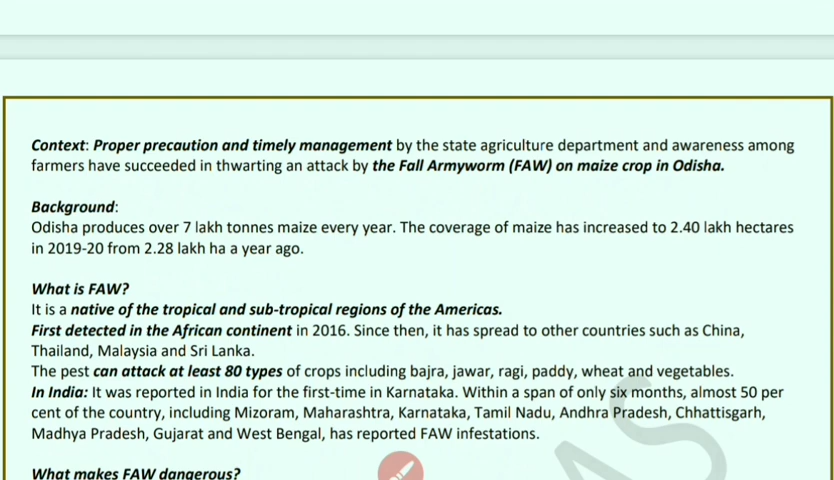 Context: Proper precaution and timely management by the state agriculture department and awareness among
farmers have succeeded in thwarting an attack by the Fall Armyworm (FAW) on maize crop in Odisha.
Background:
Odisha produces over 7 lakh tonnes maize every year. The coverage of maize has increased to 2.40 lakh hectares
in 2019-20 from 2.28 lakh ha a year ago.
What is FAW?
It is a native of the tropical and sub-tropical regions of the Americas.
First detected in the African continent in 2016. Since then, it has spread to other countries such as China,
Thailand, Malaysia and Sri Lanka.
The pest can attack at least 80 types of crops including bajra, jawar, ragi, paddy, wheat and vegetables.
In India: It was reported in India for the first-time in Karnataka. Within a span of only six months, almost 50 per
cent of the country, including Mizoram, Maharashtra, Karnataka, Tamil Nadu, Andhra Pradesh, Chhattisgarh,
Madhya Pradesh, Gujarat and West Bengal, has reported FAW infestations.
What makes FAW dangerous?